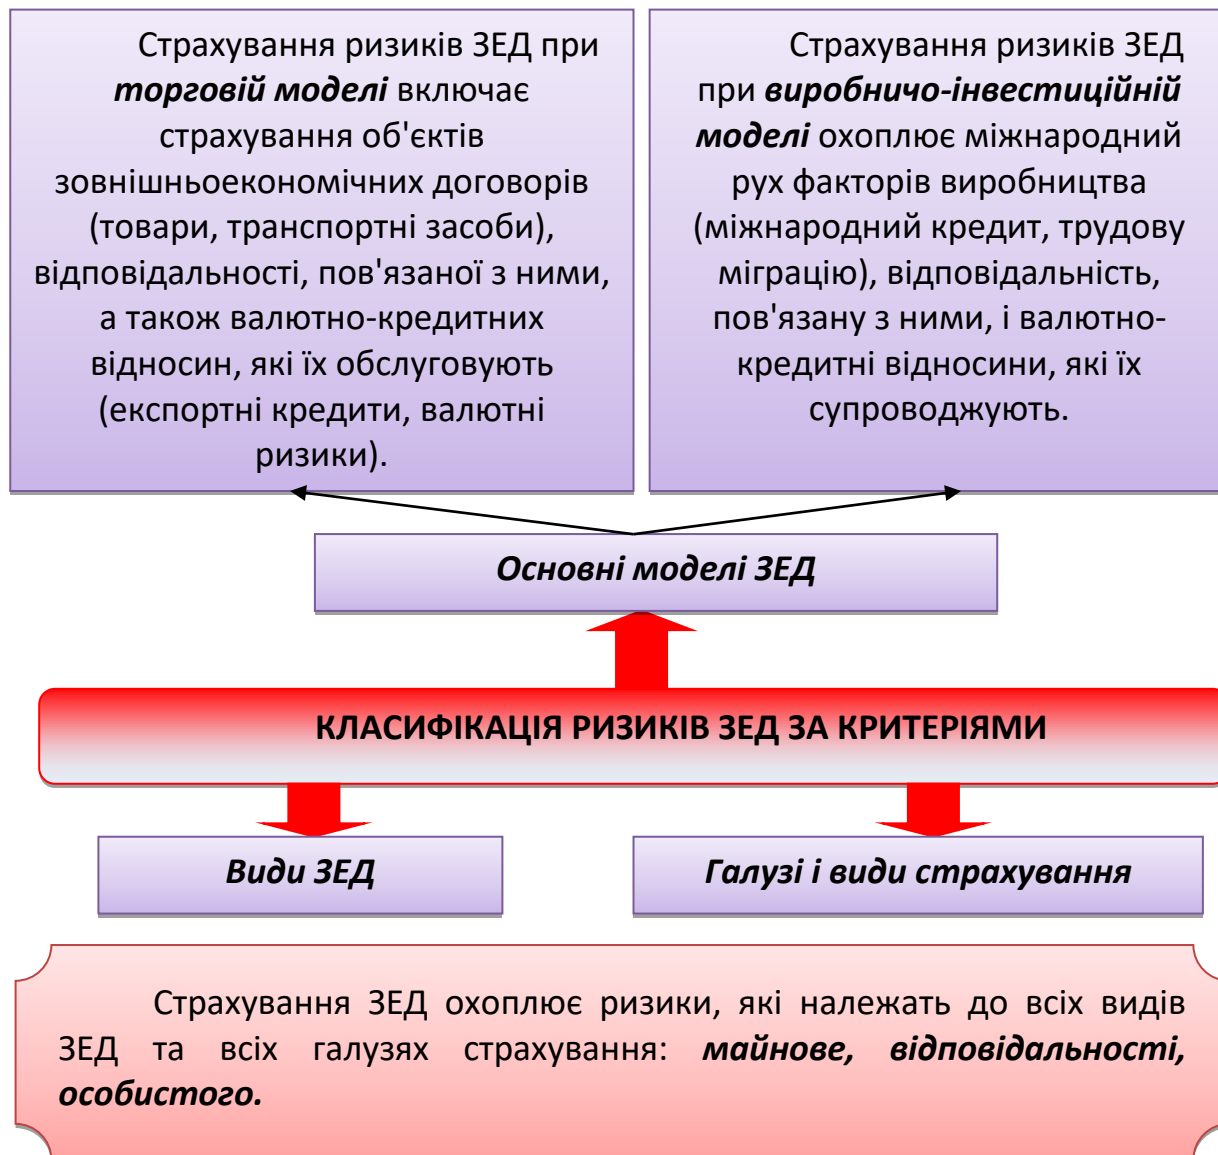 Страхування ризиків ЗЕД при
торговій моделі включає
страхування об'єктів
зовнішньоекономічних договорів
(товари, транспортні засоби),
відповідальності, пов'язаної з ними,
а також валютно-кредитних
відносин, які їх обслуговують
(експортні кредити, валютні
ризики).
Страхування ризиків ЗЕД
при виробничо-інвестиційній
моделі охоплює міжнародний
рух факторів виробництва
(міжнародний кредит, трудову
міграцію), відповідальність,
пов'язану з ними, і валютно-
кредитні відносини, які їх
супроводжують.
Основні моделі ЗЕД
КЛАСИФІКАЦІЯ РИЗИКІВ ЗЕД ЗА КРИТЕРІЯМИ
Види ЗЕД
Галузі і види страхування
Страхування ЗЕД охоплює ризики, які належать до всіх видів
ЗЕД та всіх галузях страхування: майнове, відповідальності,
особистого.